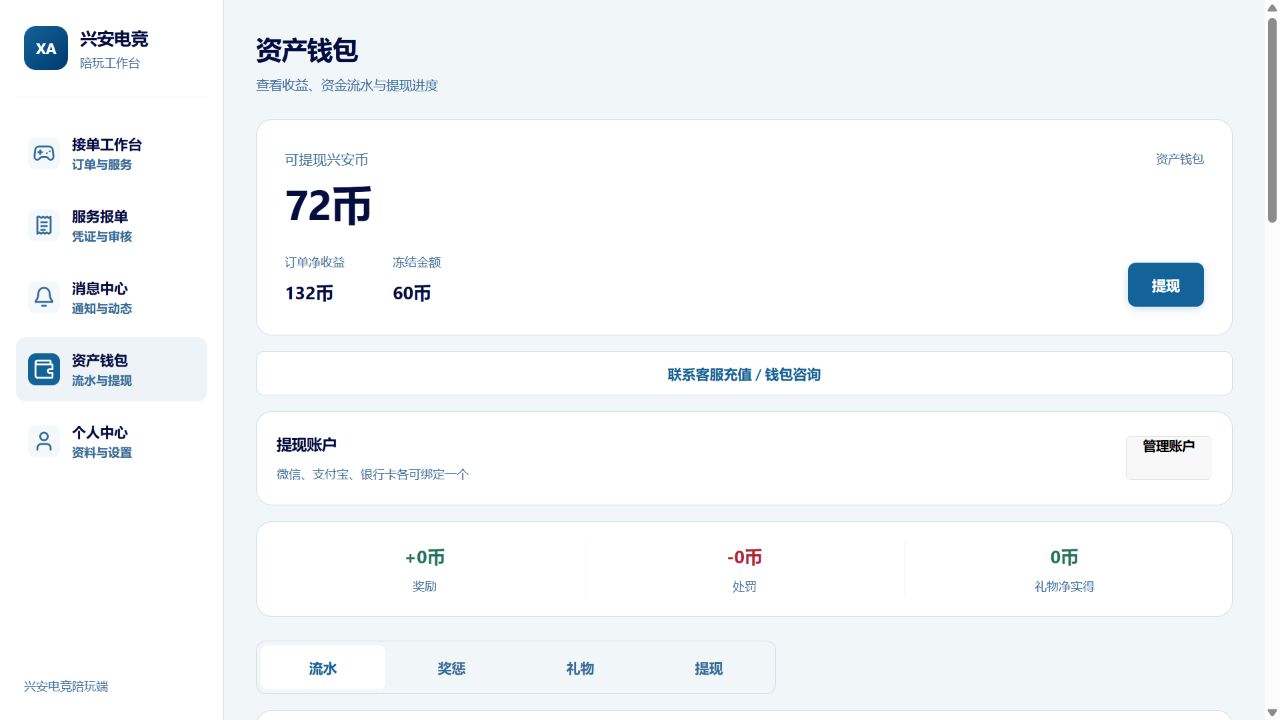 XA
兴安电竞
陪玩工作台
接单工作台
订单与服务
服务报单
凭证与审核
消息中心
通知与动态
资产钱包
流水与提现
个人中心
资料与设置
兴安电竞陪玩端
资产钱包
查看收益、资金流水与提现进度
可提现兴安币
资产钱包
72币
订单净收益
冻结金额
132币
60币
提现
联系客服充值 / 钱包咨询
提现账户
管理账户
微信、支付宝、银行卡各可绑定一个
+0币
-0币
0币
奖励
处罚
礼物净实得
流水
奖惩
礼物
提现